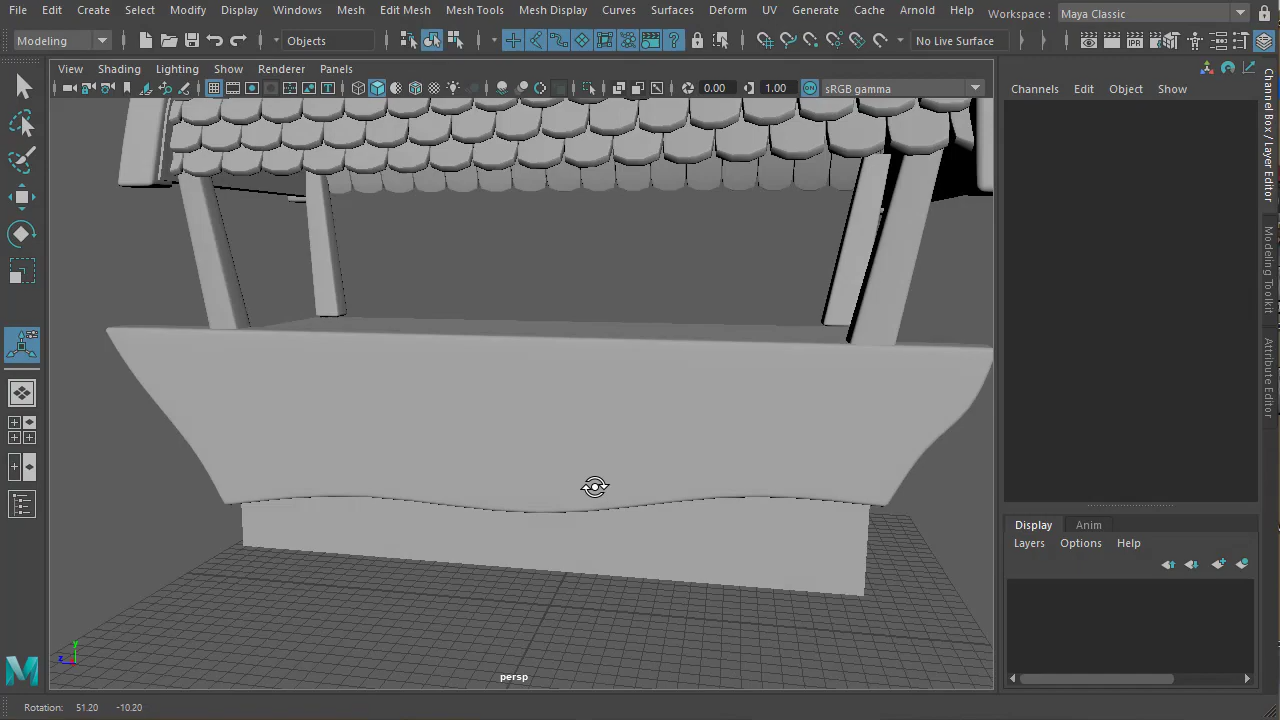 File Edit Create Select Modify Display Windows Mesh Edit Mesh Mesh Tools Mesh Display Curves Surfaces Deform UV Generate Cache Arnold Help Workspace : Maya Classic
Modeling Objects No Live Surface IPR
View Shading Lighting Show Renderer Panels
0.00 1.00 ON sRGB gamma
Channels Edit Object Show
Channel Box / Layer Editor
Modeling Toolkit
Attribute Editor
Display Anim
Layers Options Help
y
z
persp
Rotation: 51.20 -10.20